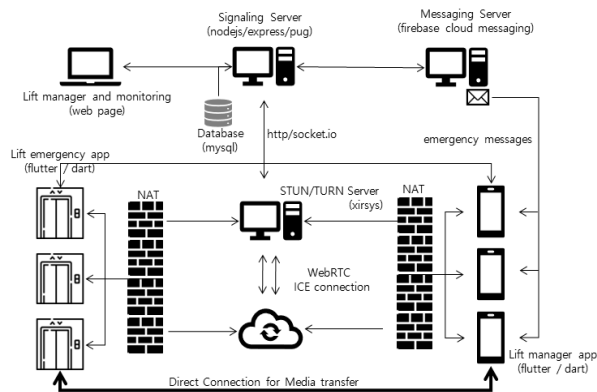 Signaling Server
(nodejs/express/pug)
Messaging Server
(firebase cloud messaging)
Lift manager and monitoring
(web page)
Database
(mysql)
http/socket.io
emergency messages
Lift emergency app
(flutter / dart)
NAT
STUN/TURN Server
(xirsys)
NAT
WebRTC
ICE connection
Lift manager app
(flutter / dart)
Direct Connection for Media transfer